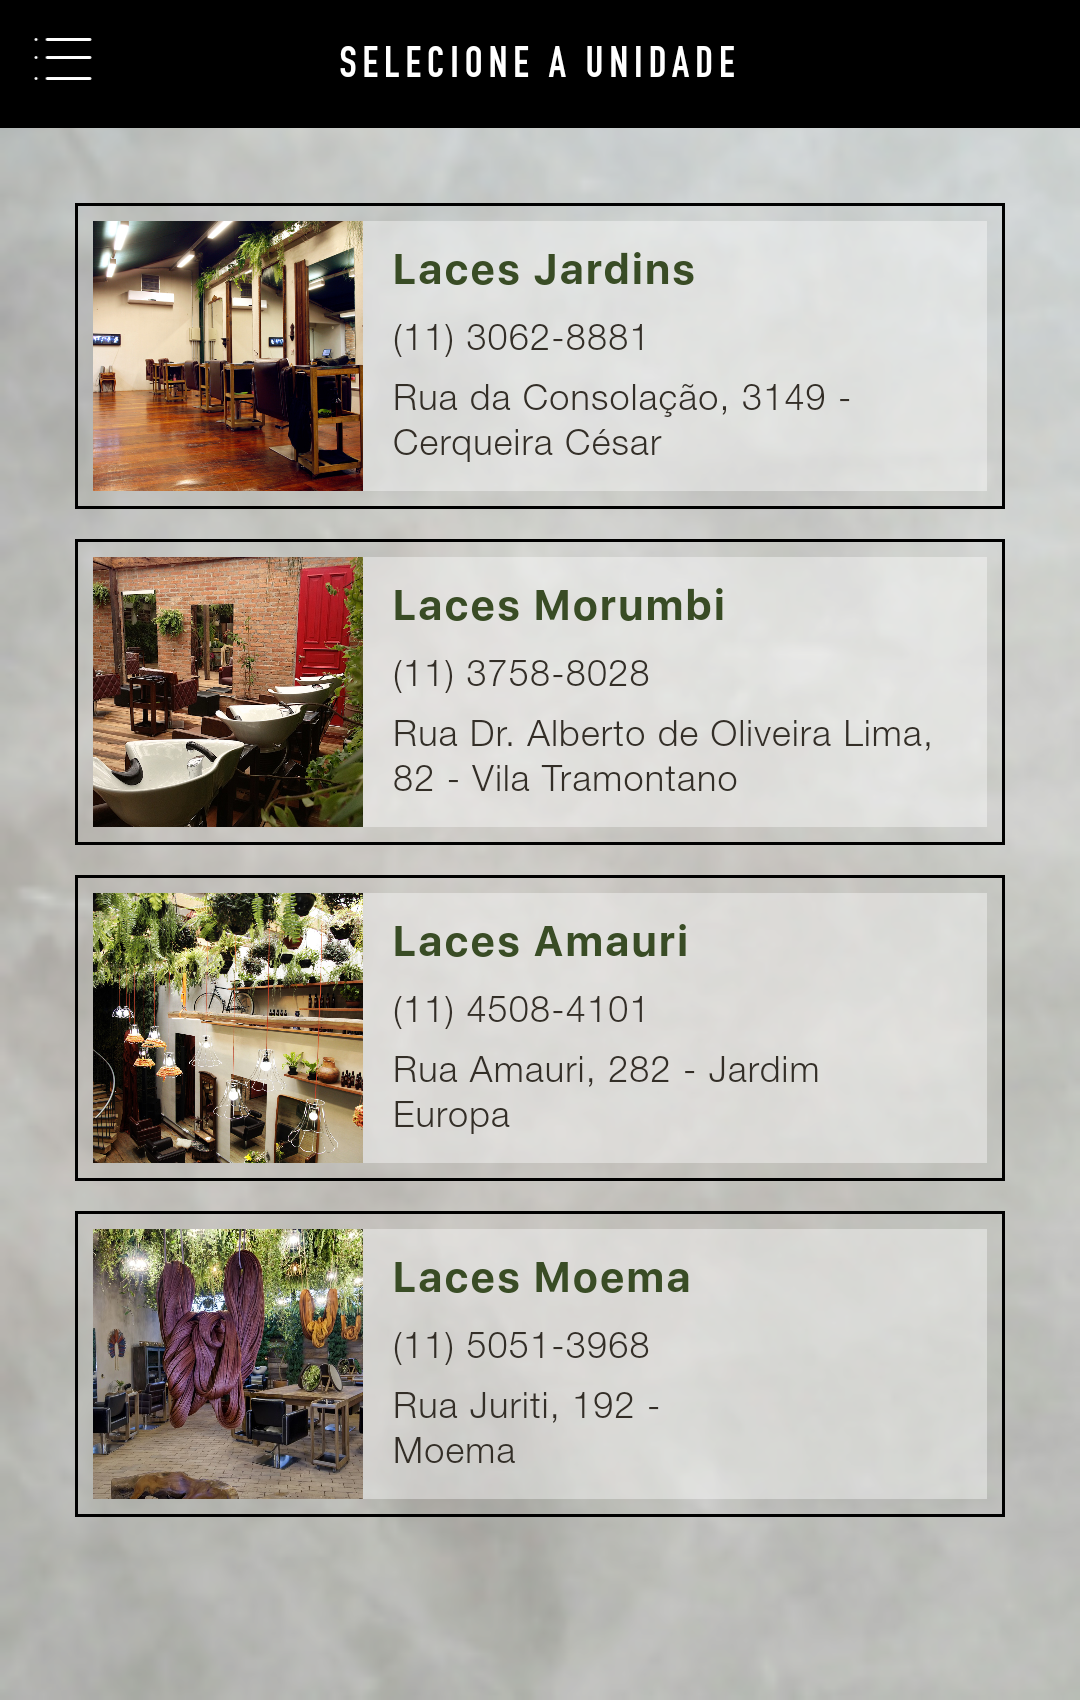 SELECIONE A UNIDADE
Laces Jardins
(11) 3062-8881
Rua da Consolação, 3149 -
Cerqueira César
Laces Morumbi
(11) 3758-8028
Rua Dr. Alberto de Oliveira Lima,
82 - Vila Tramontano
Laces Amauri
(11) 4508-4101
Rua Amauri, 282 - Jardim
Europa
Laces Moema
(11) 5051-3968
Rua Juriti, 192 -
Moema